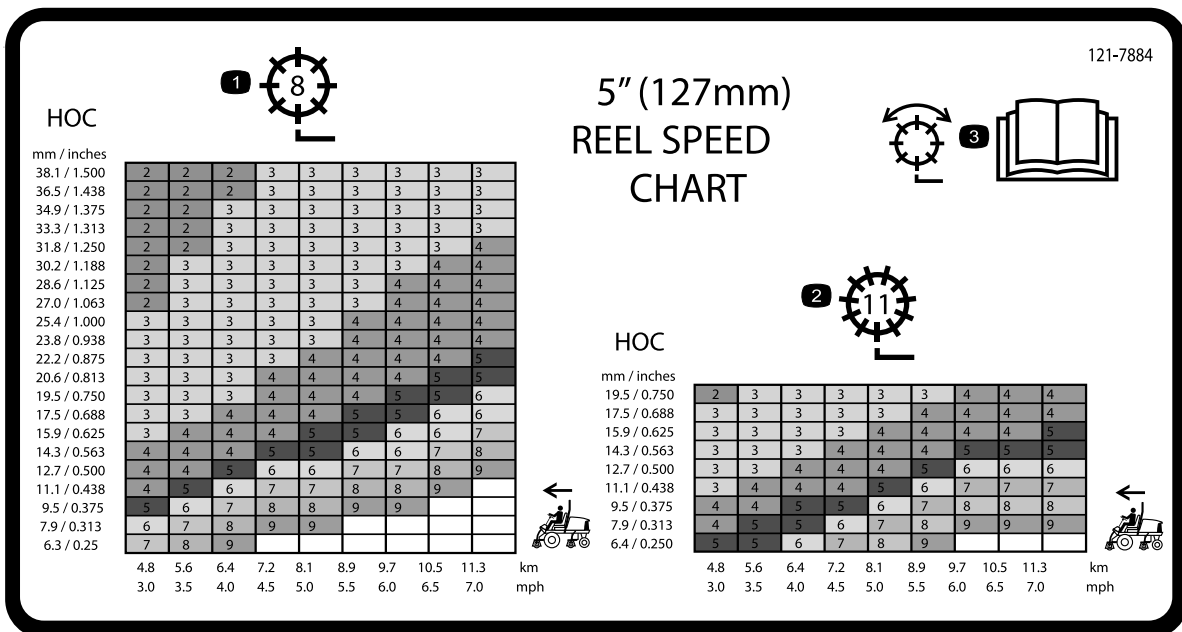 121-7884
5” (127mm)
REEL SPEED
CHART
1
8
3
HOC
mm / inches
38.1 / 1.500 2 2 2 3 3 3 3 3 3
36.5 / 1.438 2 2 2 3 3 3 3 3 3
34.9 / 1.375 2 2 3 3 3 3 3 3 3
33.3 / 1.313 2 2 3 3 3 3 3 3 3
31.8 / 1.250 2 2 3 3 3 3 3 3 4
30.2 / 1.188 2 3 3 3 3 3 3 4 4
28.6 / 1.125 2 3 3 3 3 3 4 4 4
27.0 / 1.063 2 3 3 3 3 3 4 4 4
25.4 / 1.000 3 3 3 3 3 4 4 4 4
23.8 / 0.938 3 3 3 3 3 4 4 4 4
22.2 / 0.875 3 3 3 3 4 4 4 4 5
20.6 / 0.813 3 3 3 4 4 4 4 5 5
19.5 / 0.750 3 3 3 4 4 4 5 5 6
17.5 / 0.688 3 3 4 4 4 5 5 6 6
15.9 / 0.625 3 4 4 4 5 5 6 6 7
14.3 / 0.563 4 4 4 5 5 6 6 7 8
12.7 / 0.500 4 4 5 6 6 7 7 8 9
11.1 / 0.438 4 5 6 7 7 8 8 9
9.5 / 0.375 5 6 7 8 8 9 9
7.9 / 0.313 6 7 8 9 9
6.3 / 0.25 7 8 9
4.8 5.6 6.4 7.2 8.1 8.9 9.7 10.5 11.3 km
3.0 3.5 4.0 4.5 5.0 5.5 6.0 6.5 7.0 mph
2
11
HOC
mm / inches
19.5 / 0.750 2 3 3 3 3 3 4 4 4
17.5 / 0.688 3 3 3 3 3 4 4 4 4
15.9 / 0.625 3 3 3 3 4 4 4 4 5
14.3 / 0.563 3 3 3 4 4 4 5 5 5
12.7 / 0.500 3 3 4 4 4 5 6 6 6
11.1 / 0.438 3 4 4 4 5 6 7 7 7
9.5 / 0.375 4 4 5 5 6 7 8 8 8
7.9 / 0.313 4 5 5 6 7 8 9 9 9
6.4 / 0.250 5 5 6 7 8 9
4.8 5.6 6.4 7.2 8.1 8.9 9.7 10.5 11.3 km
3.0 3.5 4.0 4.5 5.0 5.5 6.0 6.5 7.0 mph